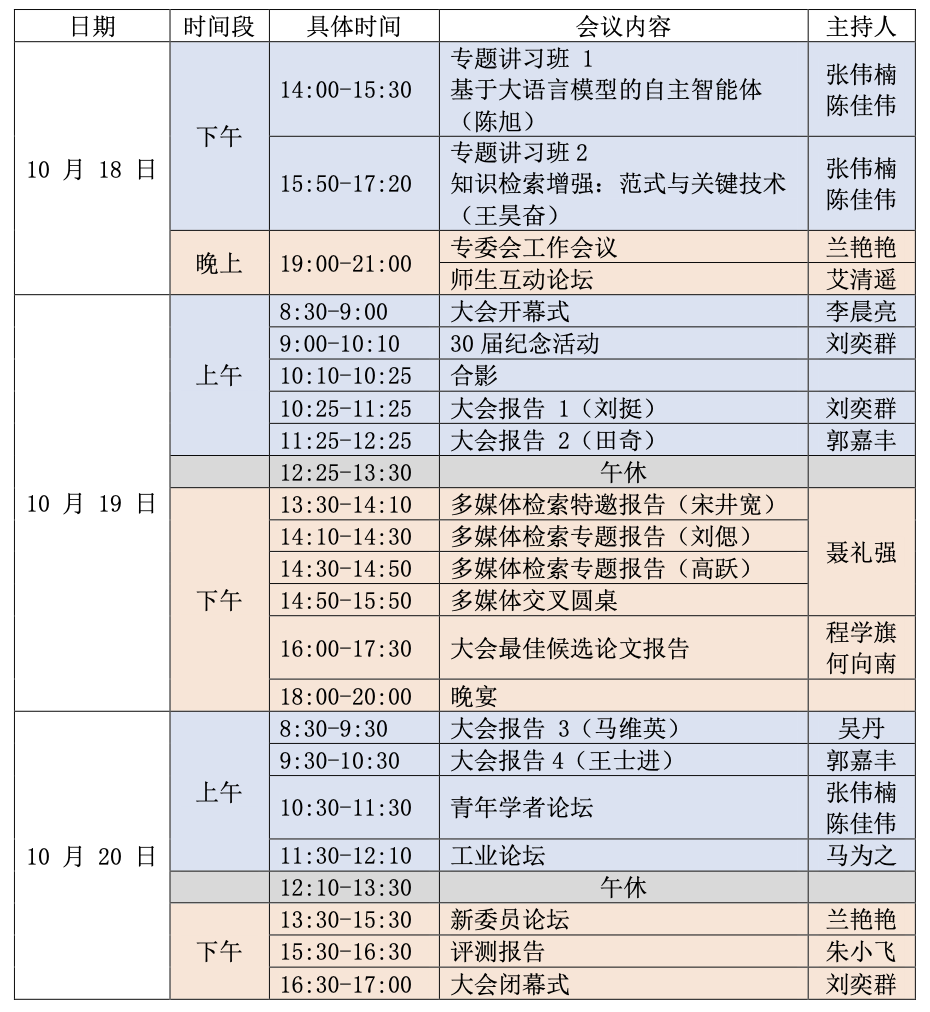 日期 时间段 具体时间 会议内容 主持人
10 月 18 日
下午
14:00-15:30
专题讲习班 1
基于大语言模型的自主智能体
（陈旭）
张伟楠
陈佳伟
15:50-17:20
专题讲习班 2
知识检索增强：范式与关键技术
（王昊奋）
张伟楠
陈佳伟
晚上
19:00-21:00
专委会工作会议 兰艳艳
师生互动论坛 艾清遥
10 月 19 日
上午
8:30-9:00 大会开幕式 李晨亮
9:00-10:10 30 届纪念活动 刘奕群
10:10-10:25 合影
10:25-11:25 大会报告 1（刘挺） 刘奕群
11:25-12:25 大会报告 2（田奇） 郭嘉丰
12:25-13:30 午休
下午
13:30-14:10 多媒体检索特邀报告（宋井宽）
14:10-14:30 多媒体检索专题报告（刘偲）
14:30-14:50 多媒体检索专题报告（高跃）
14:50-15:50 多媒体交叉圆桌
聂礼强
16:00-17:30 大会最佳候选论文报告
程学旗
何向南
18:00-20:00 晚宴
10 月 20 日
上午
8:30-9:30 大会报告 3（马维英） 吴丹
9:30-10:30 大会报告 4（王士进） 郭嘉丰
10:30-11:30 青年学者论坛
张伟楠
陈佳伟
11:30-12:10 工业论坛 马为之
12:10-13:30 午休
下午
13:30-15:30 新委员论坛 兰艳艳
15:30-16:30 评测报告 朱小飞
16:30-17:00 大会闭幕式 刘奕群